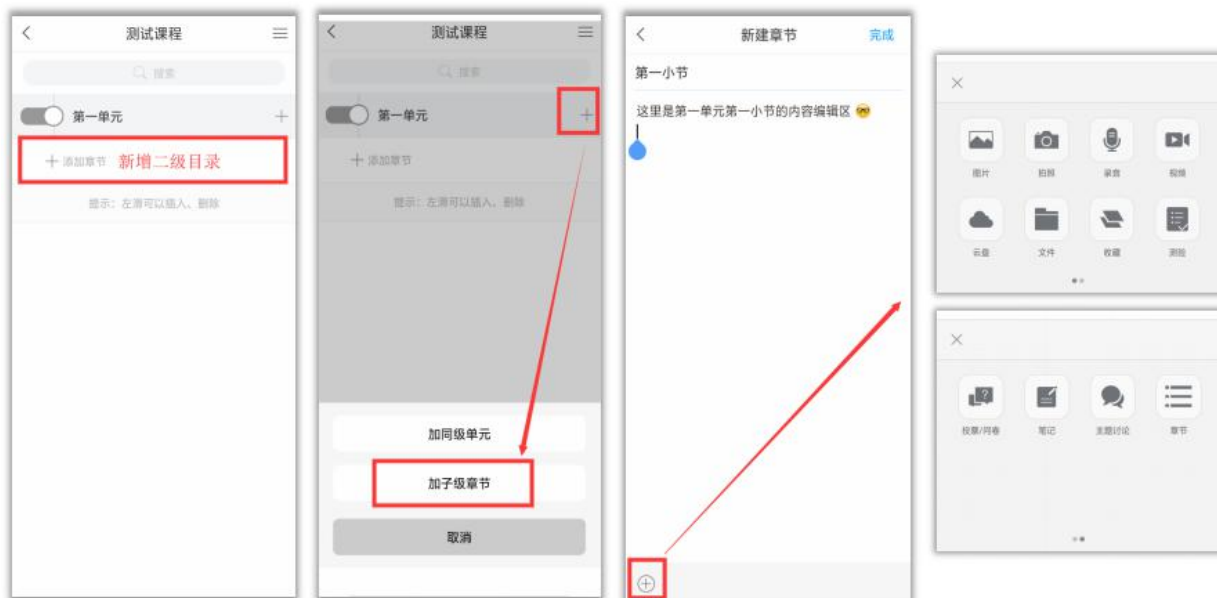 测试课程
搜索
第一单元
添加章节 新增二级目录
提示：左滑可以插入、删除
测试课程
搜索
第一单元
添加章节
提示：左滑可以插入、删除
加同级单元
加子级章节
取消
新建章节 完成
第一小节
这里是第一单元第一小节的内容编辑区
图片 拍照 录音 视频
云盘 文件 收藏 测验
投票/问卷 笔记 主题讨论 章节